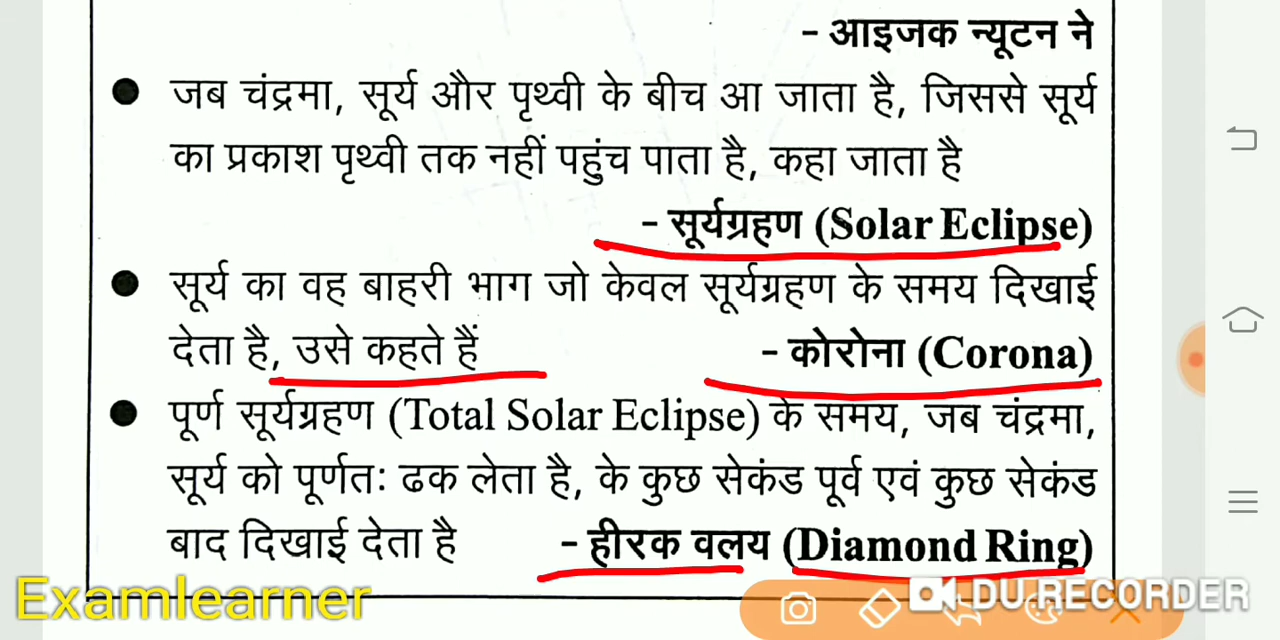 - आइजक न्यूटन ने
● जब चंद्रमा, सूर्य और पृथ्वी के बीच आ जाता है, जिससे सूर्य
का प्रकाश पृथ्वी तक नहीं पहुंच पाता है, कहा जाता है
- सूर्यग्रहण (Solar Eclipse)
● सूर्य का वह बाहरी भाग जो केवल सूर्यग्रहण के समय दिखाई
देता है, उसे कहते हैं - कोरोना (Corona)
● पूर्ण सूर्यग्रहण (Total Solar Eclipse) के समय, जब चंद्रमा,
सूर्य को पूर्णतः ढक लेता है, के कुछ सेकंड पूर्व एवं कुछ सेकंड
बाद दिखाई देता है - हीरक वलय (Diamond Ring)
Examlearner
DU RECORDER